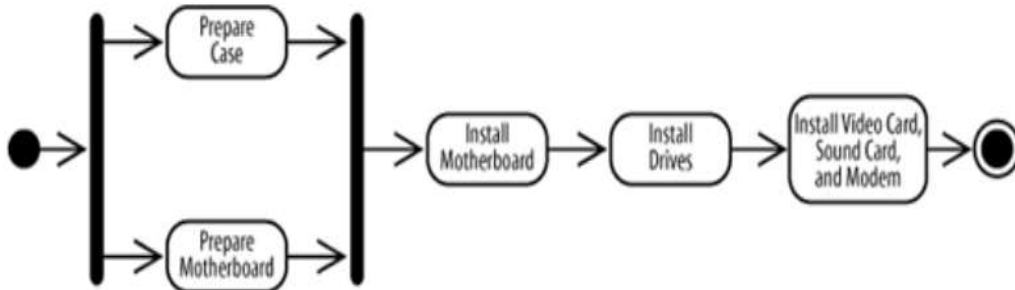 Prepare
Case
Prepare
Motherboard
Install
Motherboard
Install
Drives
Install Video Card,
Sound Card,
and Modem